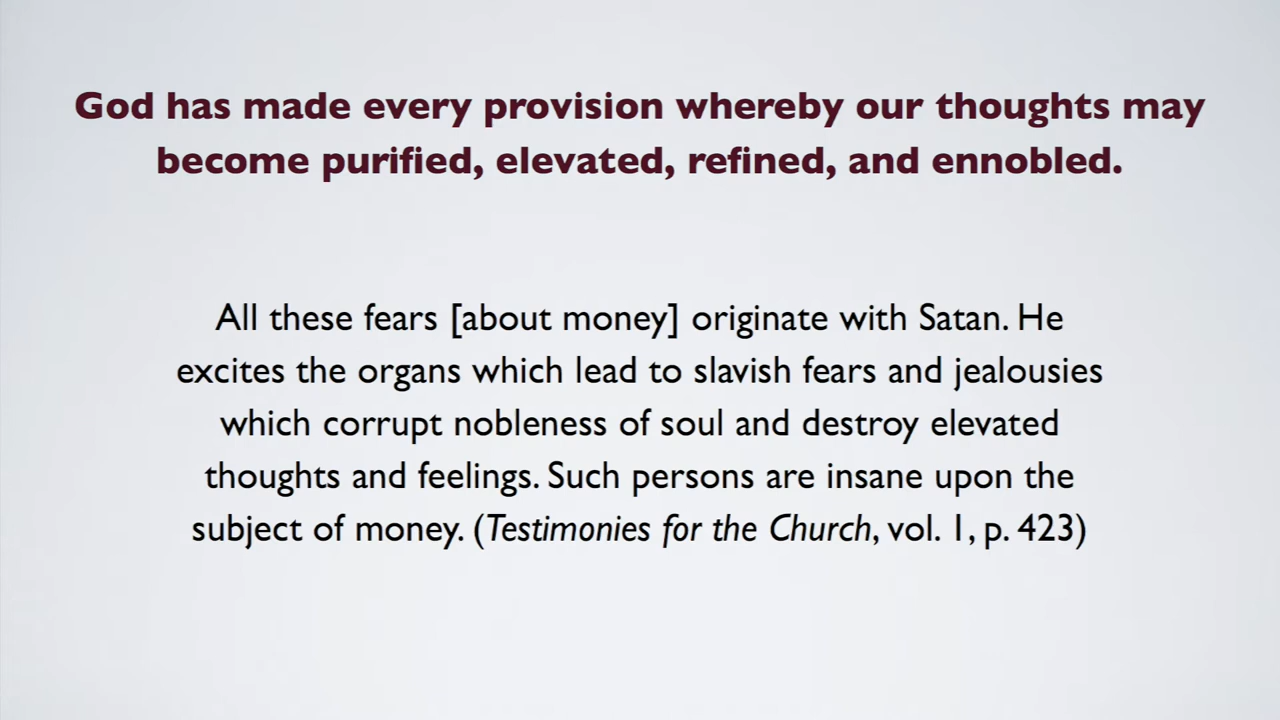 God has made every provision whereby our thoughts may
become purified, elevated, refined, and ennobled.
All these fears [about money] originate with Satan. He
excites the organs which lead to slavish fears and jealousies
which corrupt nobleness of soul and destroy elevated
thoughts and feelings. Such persons are insane upon the
subject of money. (Testimonies for the Church, vol. 1, p. 423)